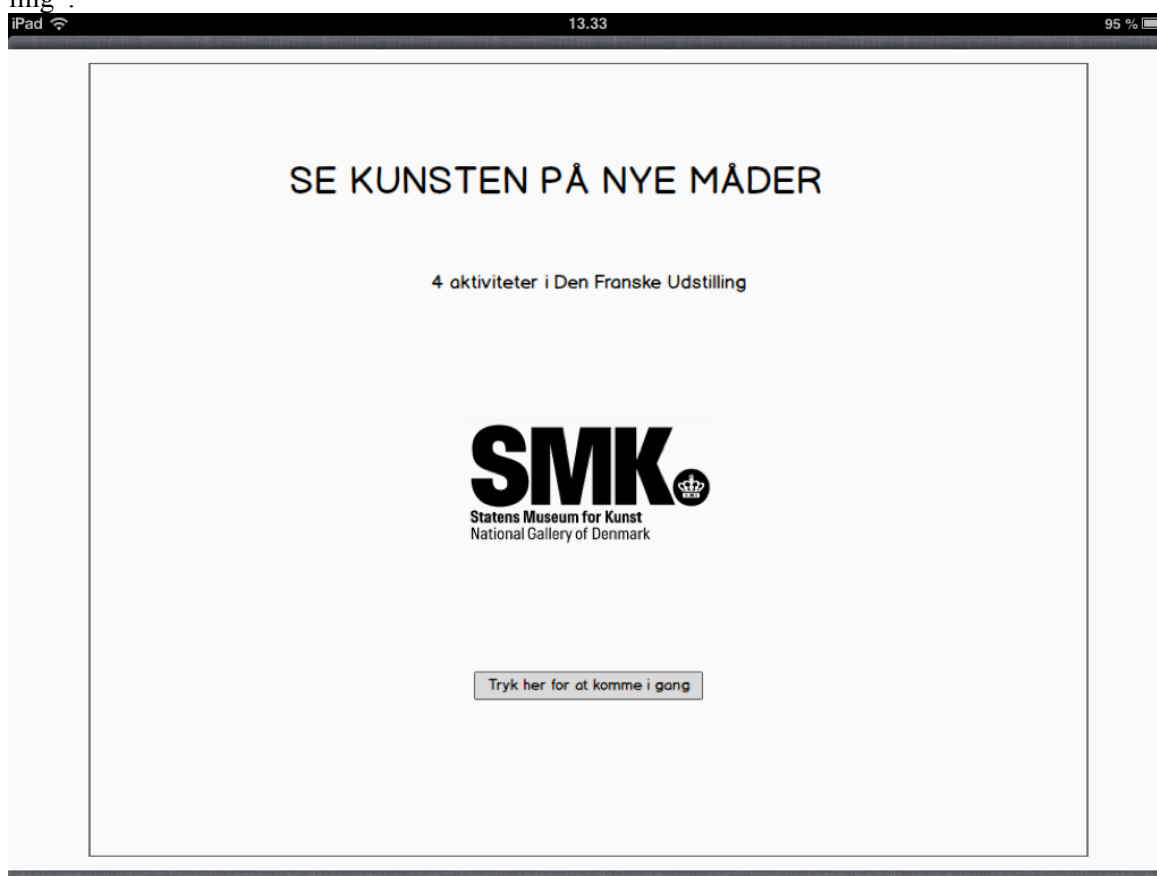 iPad 13.33 95 %
SE KUNSTEN PÅ NYE MÅDER
4 aktiviteter i Den Franske Udstilling
SMK
Statens Museum for Kunst
National Gallery of Denmark
Tryk her for at komme i gang